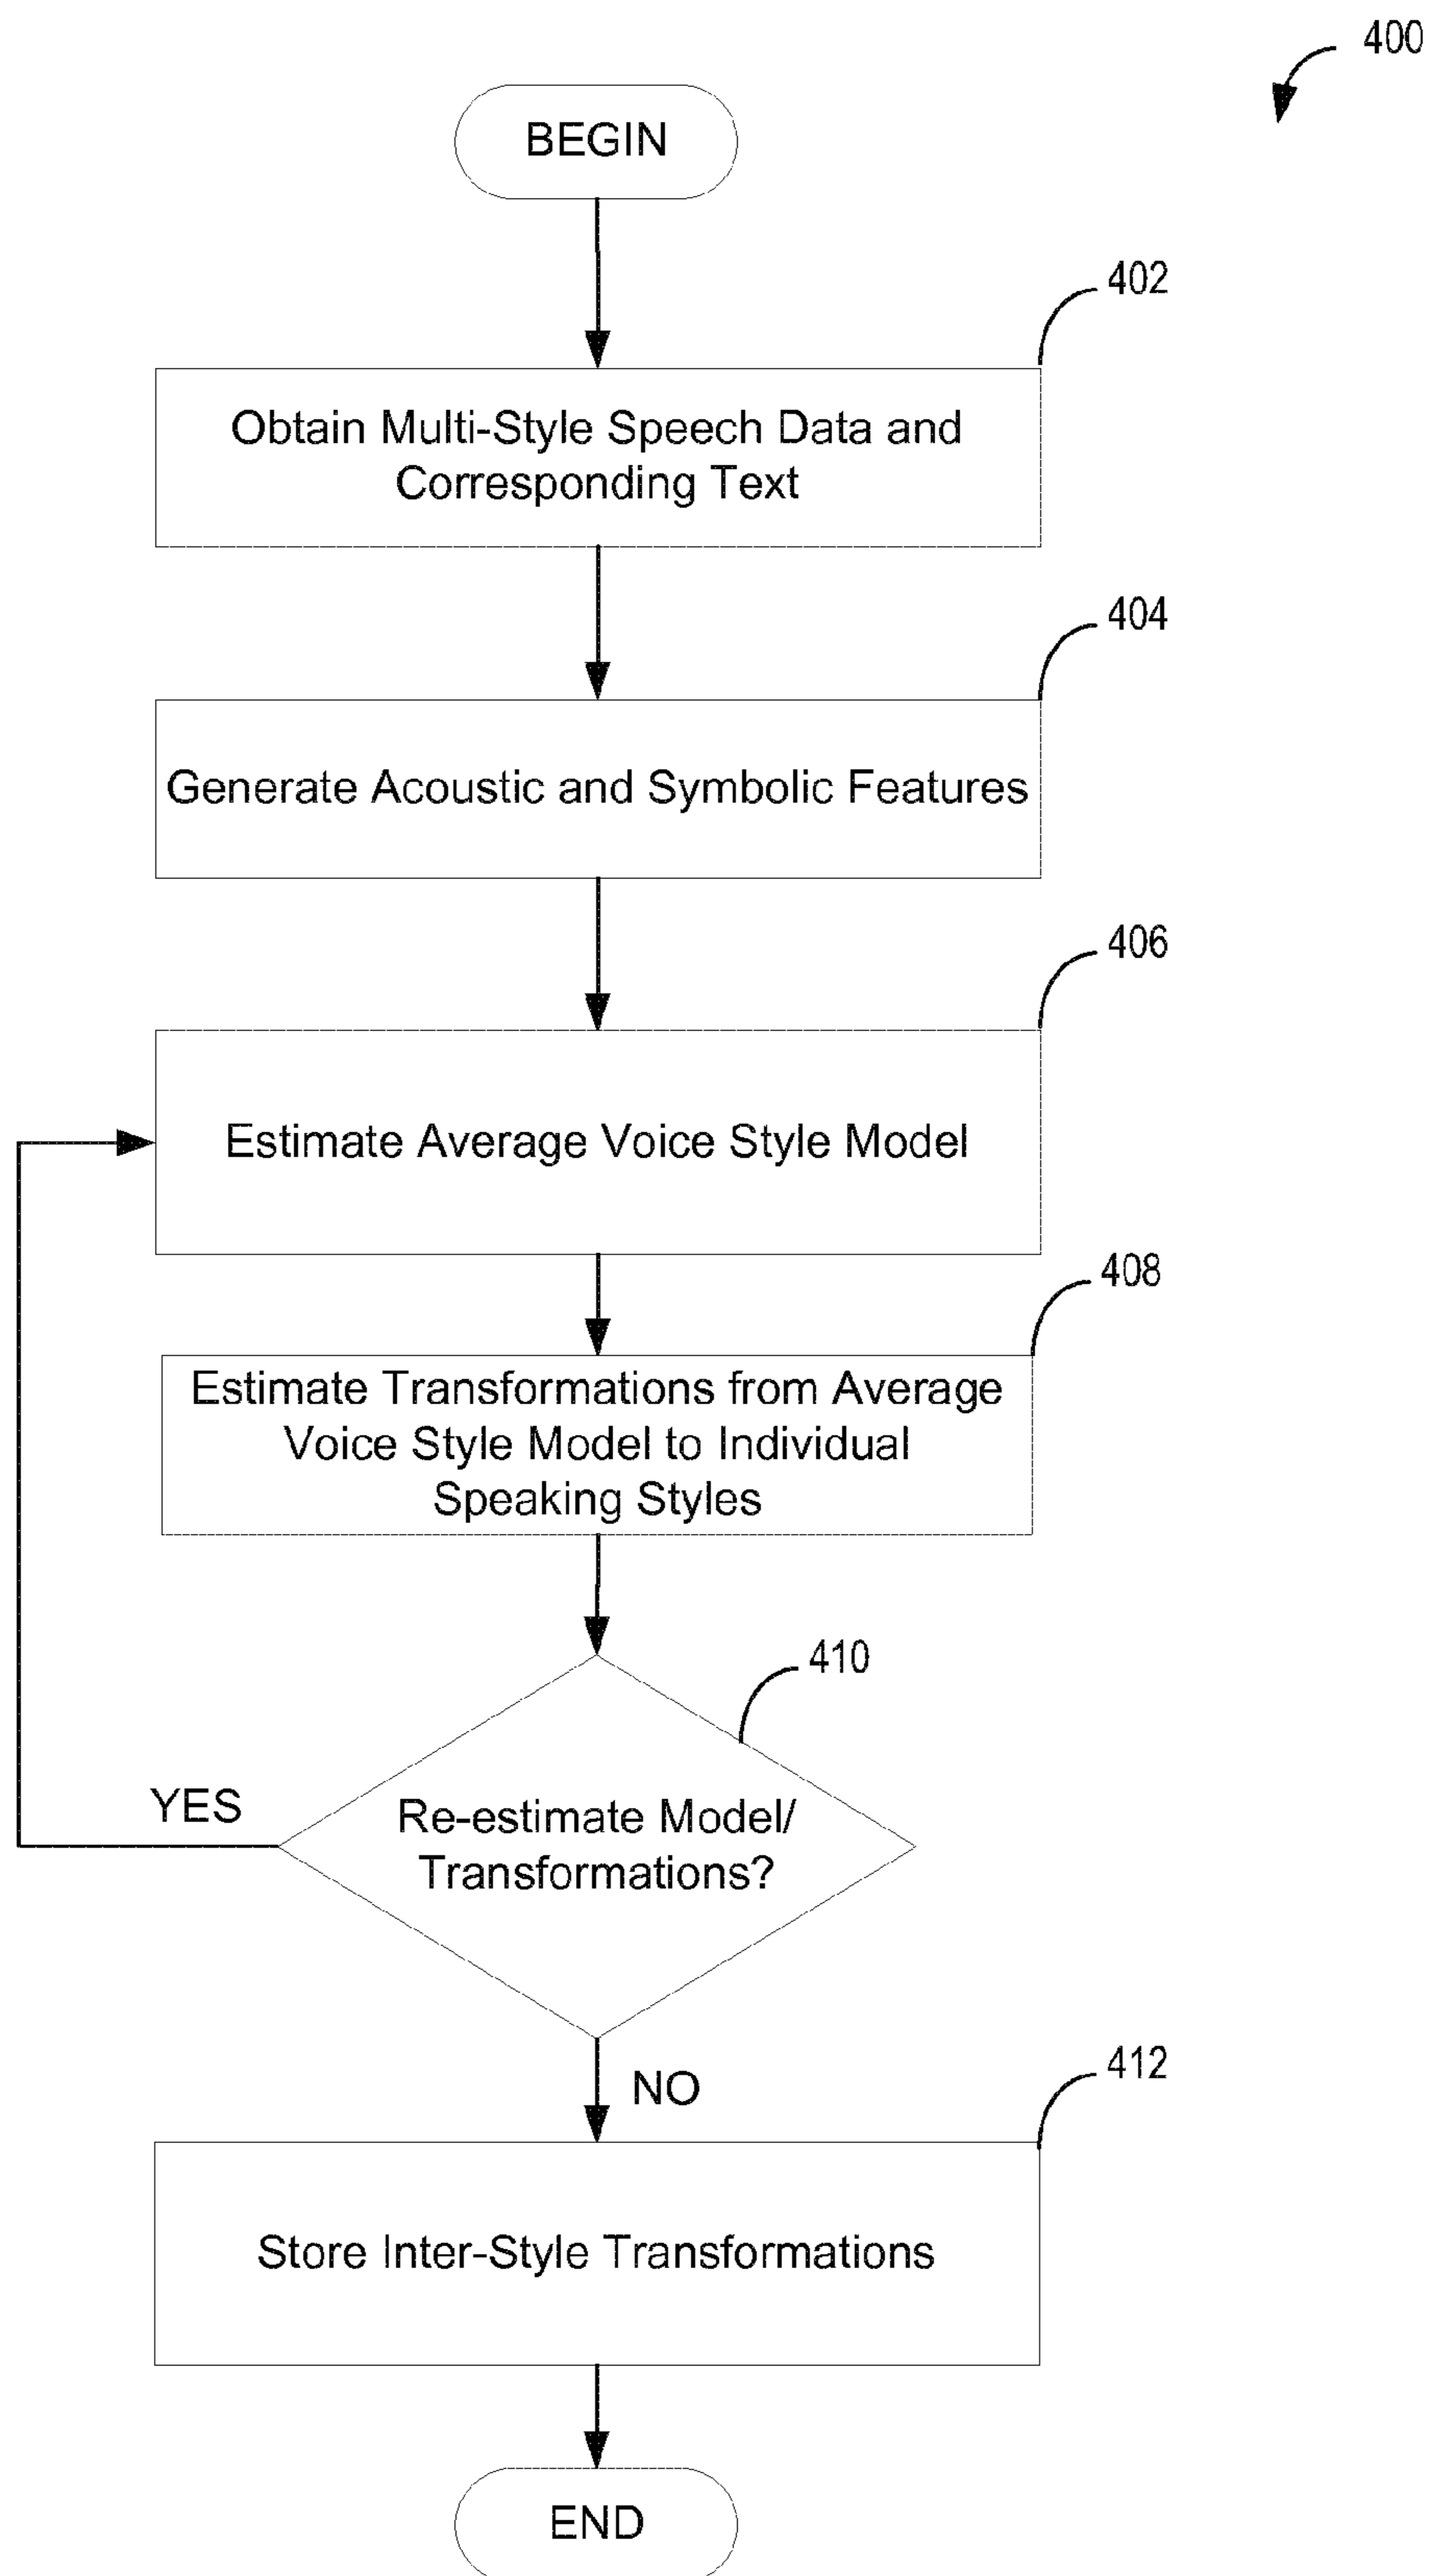 400
BEGIN
402
Obtain Multi-Style Speech Data and
Corresponding Text
404
Generate Acoustic and Symbolic Features
406
Estimate Average Voice Style Model
408
Estimate Transformations from Average
Voice Style Model to Individual
Speaking Styles
410
Re-estimate Model/
Transformations?
YES
NO
412
Store Inter-Style Transformations
END